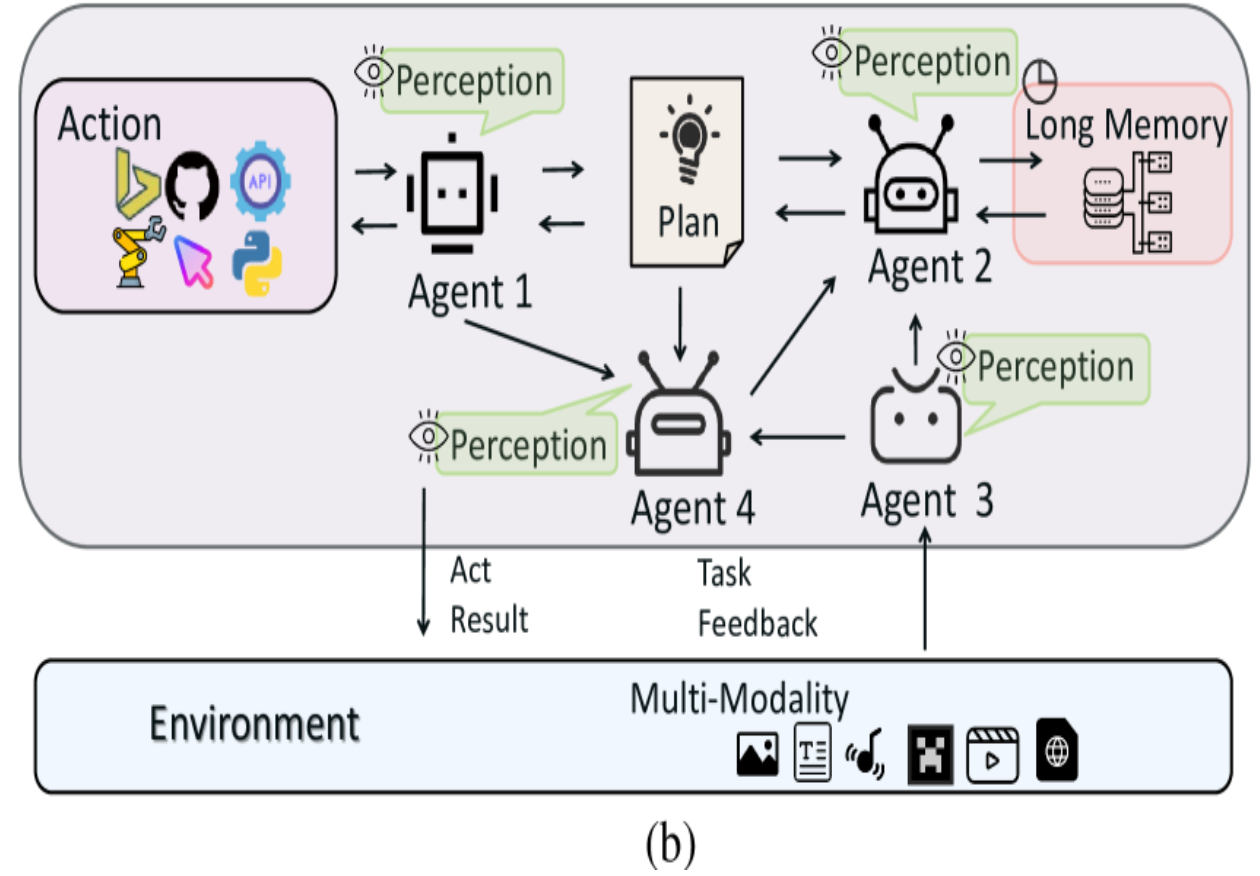 Perception
Perception
Action
Long Memory
API
Plan
Agent 1
Agent 2
Perception
Perception
Agent 4
Agent 3
Act
Result
Task
Feedback
Environment
Multi-Modality
T
(b)